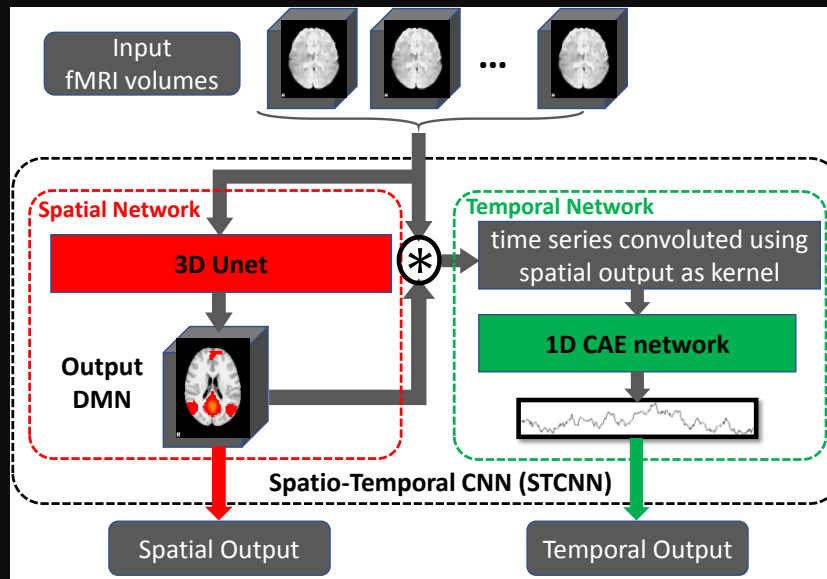 Input
fMRI volumes
...
Spatial Network
Temporal Network
3D Unet
*
time series convoluted using
spatial output as kernel
1D CAE network
Output
DMN
R
Spatio-Temporal CNN (STCNN)
Spatial Output
Temporal Output